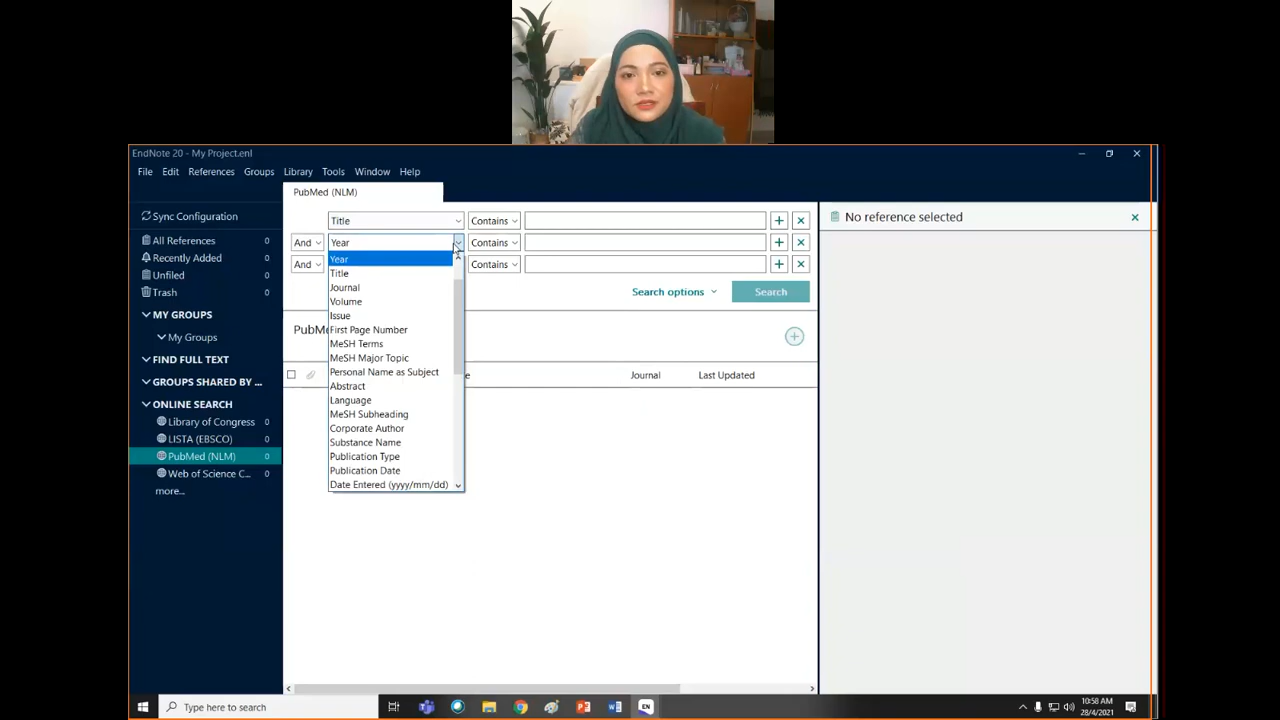 EndNote 20 - My Project.enl
File Edit References Groups Library Tools Window Help
PubMed (NLM)
Sync Configuration
All References 0
Recently Added 0
Unfiled 0
Trash 0
MY GROUPS
My Groups
FIND FULL TEXT
GROUPS SHARED BY ...
ONLINE SEARCH
Library of Congress 0
LISTA (EBSCO) 0
PubMed (NLM) 0
Web of Science C... 0
more...
Title Contains
And Year Contains
And Contains
Year
Title
Journal
Volume
Issue
First Page Number
MeSH Terms
MeSH Major Topic
Personal Name as Subject
Abstract
Language
MeSH Subheading
Corporate Author
Substance Name
Publication Type
Publication Date
Date Entered (yyyy/mm/dd)
Search options Search
Journal Last Updated
No reference selected
Type here to search
10:58 AM
28/4/2021